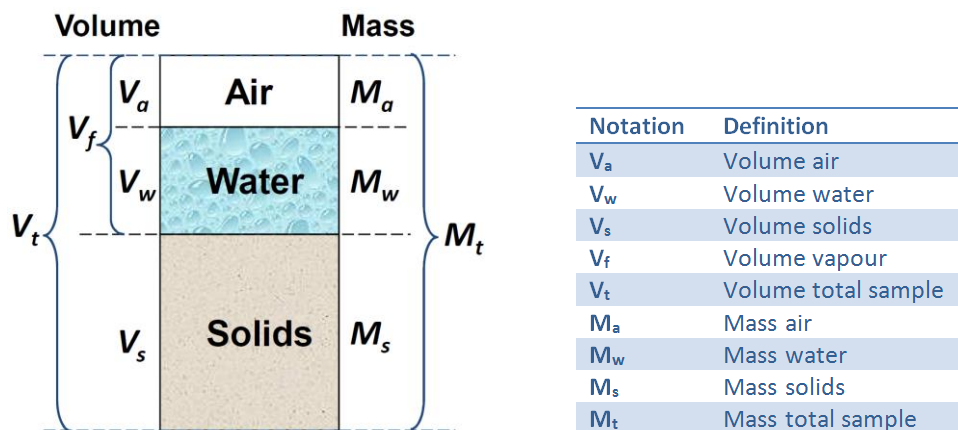 Volume Mass
Va Air Ma
Vf
Vw Water Mw
Vt Mt
Vs Solids Ms
Notation Definition
Va Volume air
Vw Volume water
Vs Volume solids
Vf Volume vapour
Vt Volume total sample
Ma Mass air
Mw Mass water
Ms Mass solids
Mt Mass total sample